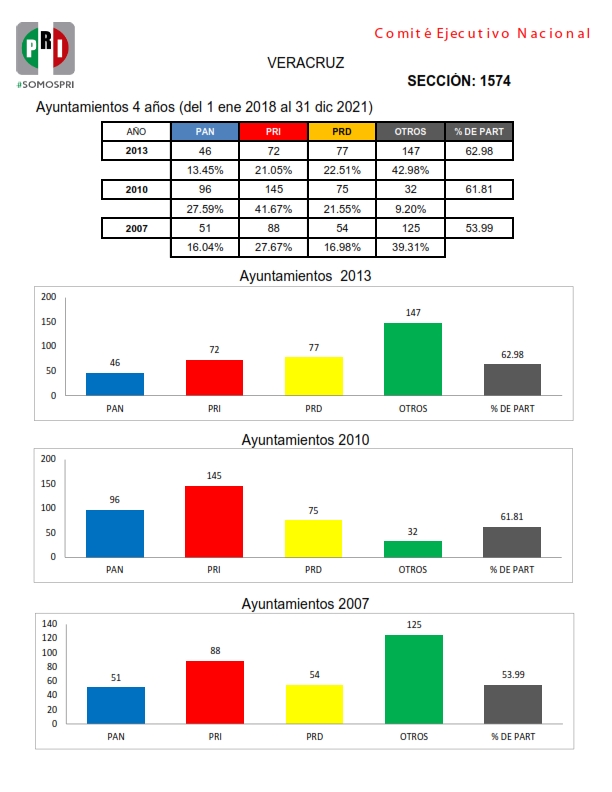 Comité Ejecutivo Nacional
PRI
#SOMOSPRI
VERACRUZ
SECCIÓN: 1574
Ayuntamientos 4 años (del 1 ene 2018 al 31 dic 2021)
AÑO PAN PRI PRD OTROS % DE PART
2013 46 72 77 147 62.98
13.45% 21.05% 22.51% 42.98%
2010 96 145 75 32 61.81
27.59% 41.67% 21.55% 9.20%
2007 51 88 54 125 53.99
16.04% 27.67% 16.98% 39.31%
Ayuntamientos 2013
200
150
100
50
0
46 72 77 147 62.98
PAN PRI PRD OTROS % DE PART
Ayuntamientos 2010
200
150
100
50
0
96 145 75 32 61.81
PAN PRI PRD OTROS % DE PART
Ayuntamientos 2007
140
120
100
80
60
40
20
0
51 88 54 125 53.99
PAN PRI PRD OTROS % DE PART